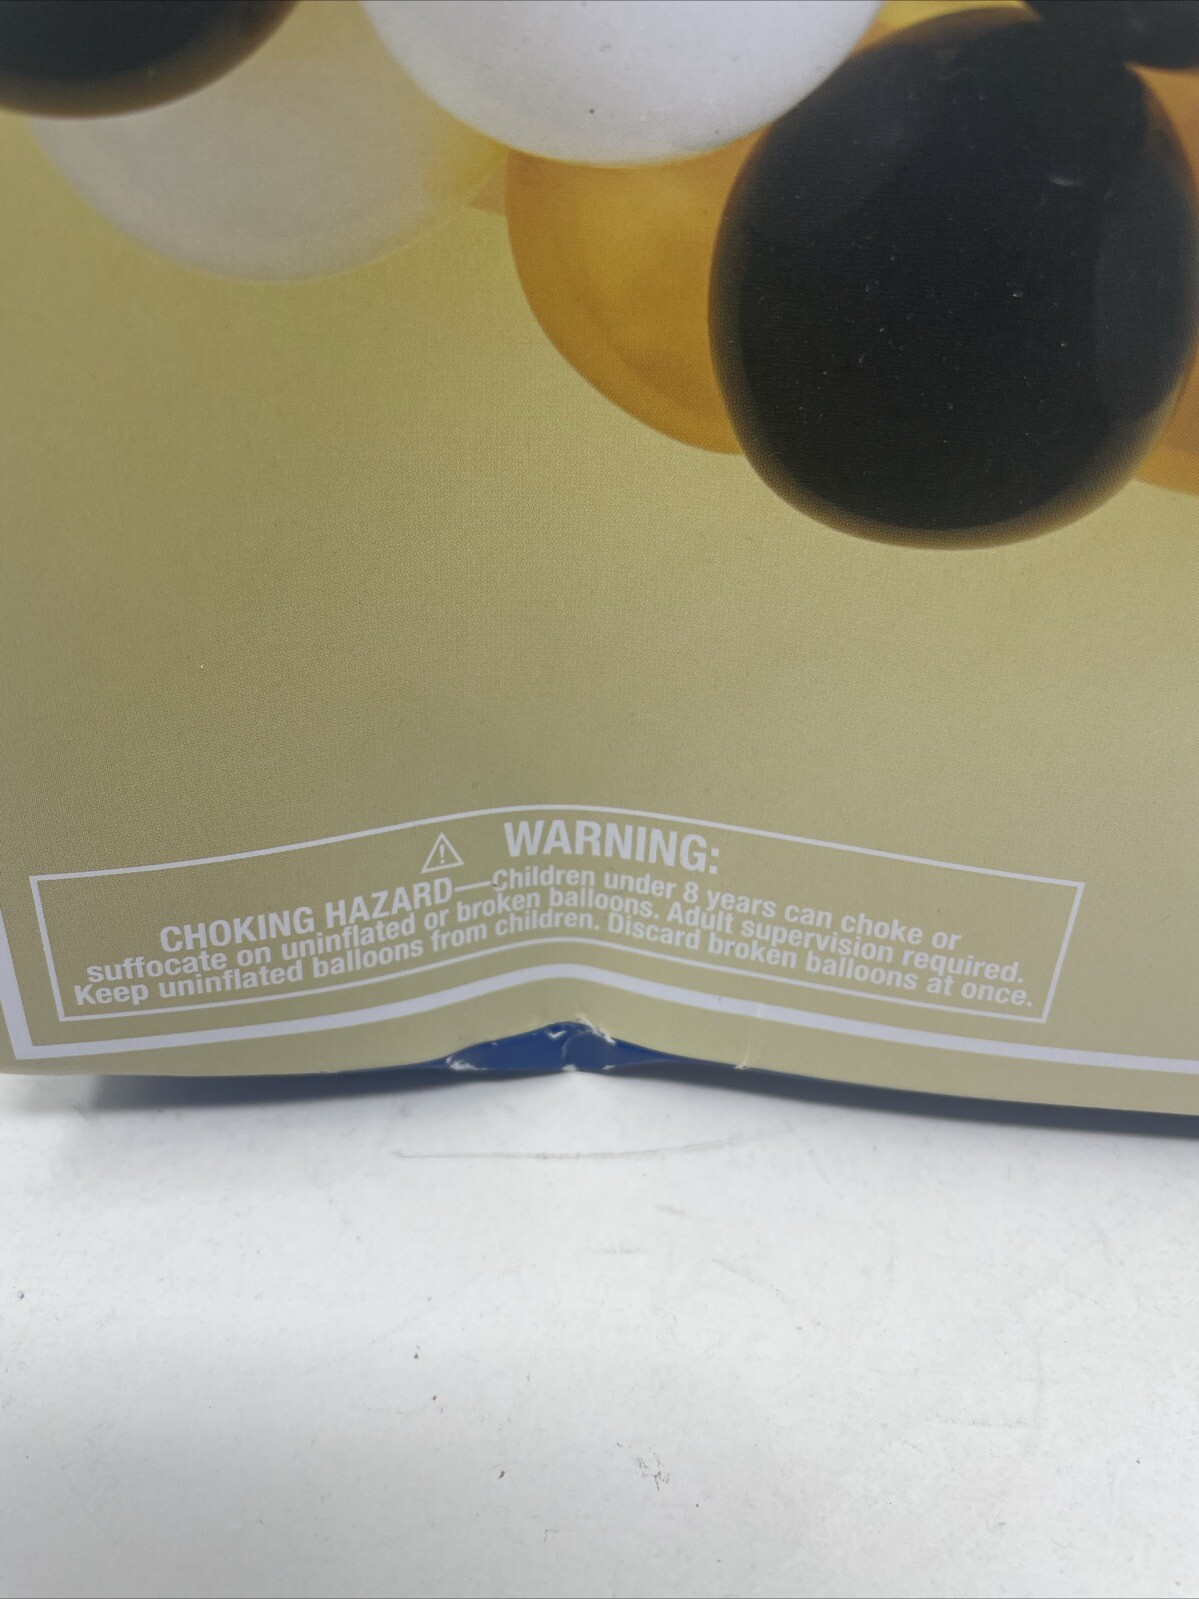 WARNING:
CHOKING HAZARD—Children under 8 years can choke or
suffocate on uninflated or broken balloons. Adult supervision required.
Keep uninflated balloons from children. Discard broken balloons at once.